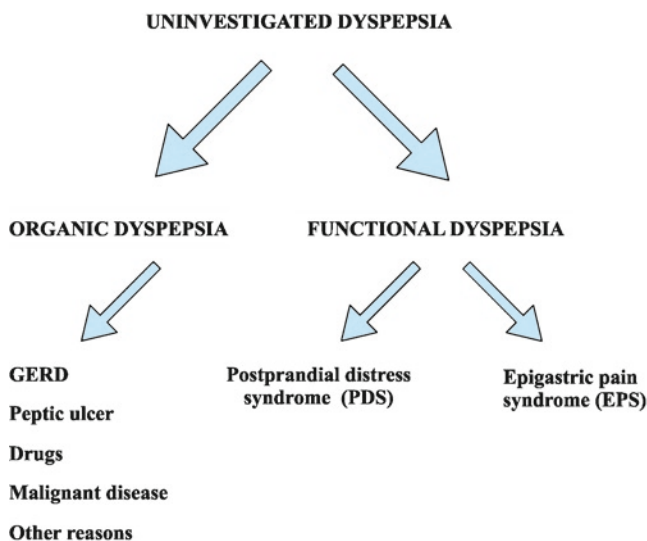 UNINVESTIGATED DYSPEPSIA
ORGANIC DYSPEPSIA
FUNCTIONAL DYSPEPSIA
GERD
Peptic ulcer
Drugs
Malignant disease
Other reasons
Postprandial distress
syndrome (PDS)
Epigastric pain
syndrome (EPS)